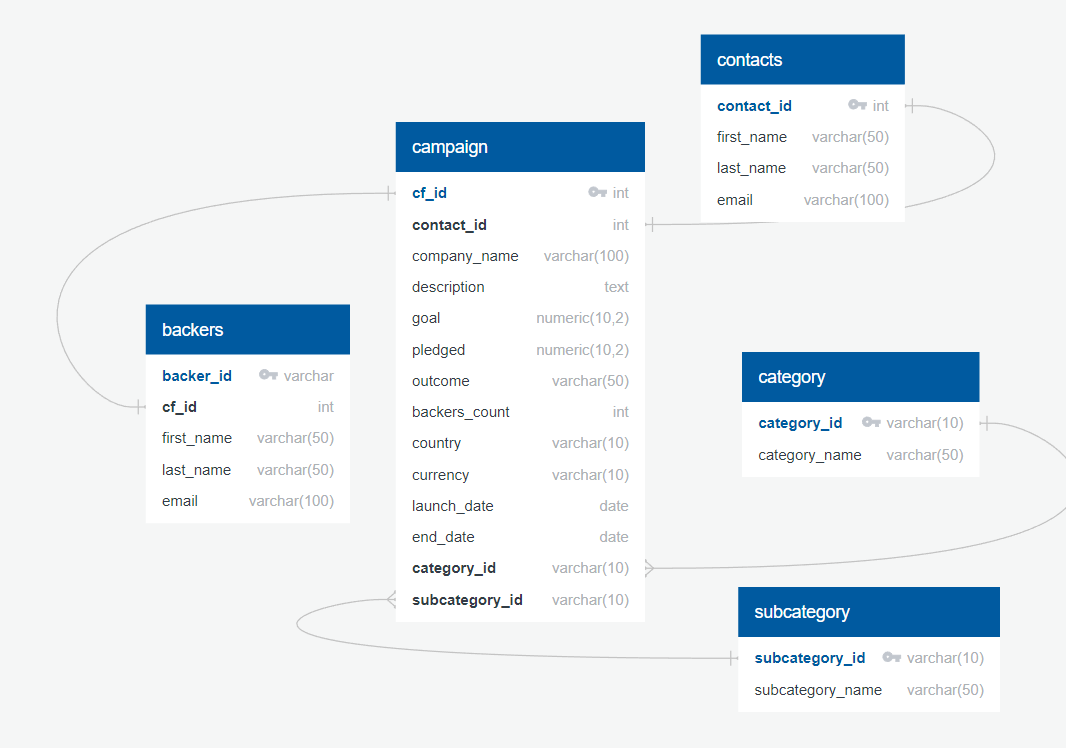 contacts
contact_id int
first_name varchar(50)
last_name varchar(50)
email varchar(100)
campaign
cf_id int
contact_id int
company_name varchar(100)
description text
goal numeric(10,2)
pledged numeric(10,2)
outcome varchar(50)
backers_count int
country varchar(10)
currency varchar(10)
launch_date date
end_date date
category_id varchar(10)
subcategory_id varchar(10)
backers
backer_id varchar
cf_id int
first_name varchar(50)
last_name varchar(50)
email varchar(100)
category
category_id varchar(10)
category_name varchar(50)
subcategory
subcategory_id varchar(10)
subcategory_name varchar(50)